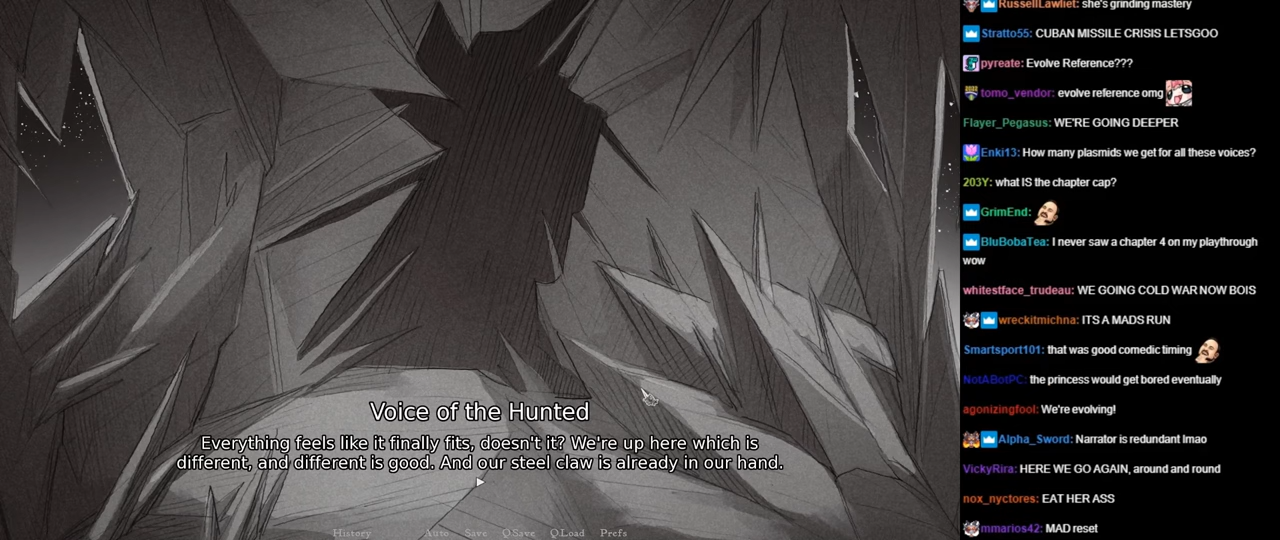 Voice of the Hunted
Everything feels like it finally fits, doesn't it? We're up here which is
different, and different is good. And our steel claw is already in our hand.
History
Auto
Save
Q.Save
Q.Load
Prefs
RussellLawliet: she's grinding mastery
Stratto55: CUBAN MISSILE CRISIS LETSGOO
pyreate: Evolve Reference???
tomo_vendor: evolve reference omg
Flayer_Pegasus: WE'RE GOING DEEPER
Enki13: How many plasmids we get for all these voices?
203Y: what IS the chapter cap?
GrimEnd:
BluBobaTea: I never saw a chapter 4 on my playthrough
wow
whitestface_trudeau: WE GOING COLD WAR NOW BOIS
wreckitmichna: ITS A MADS RUN
Smartsport101: that was good comedic timing
NotABotPC: the princess would get bored eventually
agonizingfool: We're evolving!
Alpha_Sword: Narrator is redundant lmao
VickyRira: HERE WE GO AGAIN, around and round
nox_nyctores: EAT HER ASS
mmarios42: MAD reset